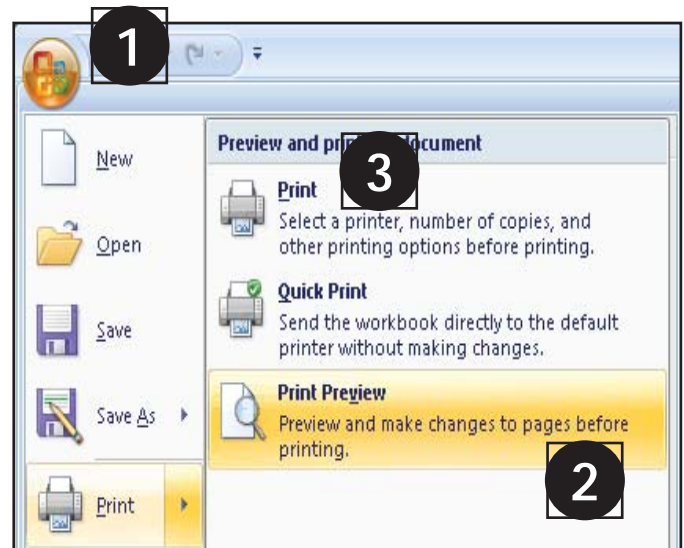 1
New
Open
Save
Save As
Print
Preview and pri document
3
Print
Select a printer, number of copies, and
other printing options before printing.
Quick Print
Send the workbook directly to the default
printer without making changes.
Print Preview
Preview and make changes to pages before
printing.
2